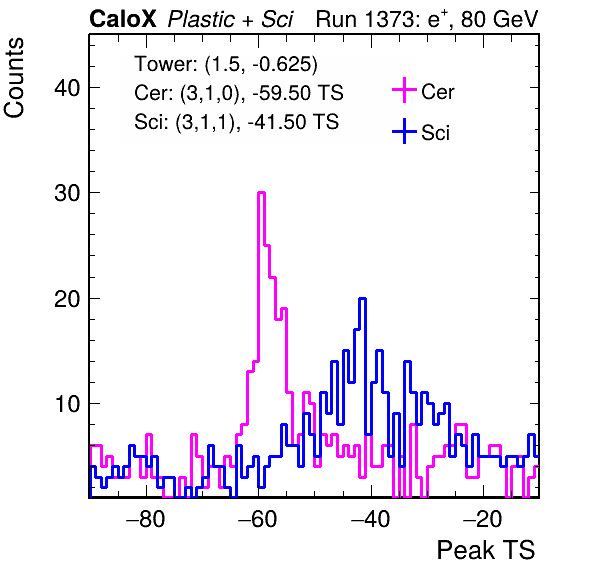 CaloX Plastic + Sci Run 1373: e+, 80 GeV
Counts
Tower: (1.5, -0.625)
Cer: (3,1,0), -59.50 TS
Sci: (3,1,1), -41.50 TS
Cer
Sci
40
30
20
10
−80 −60 −40 −20
Peak TS